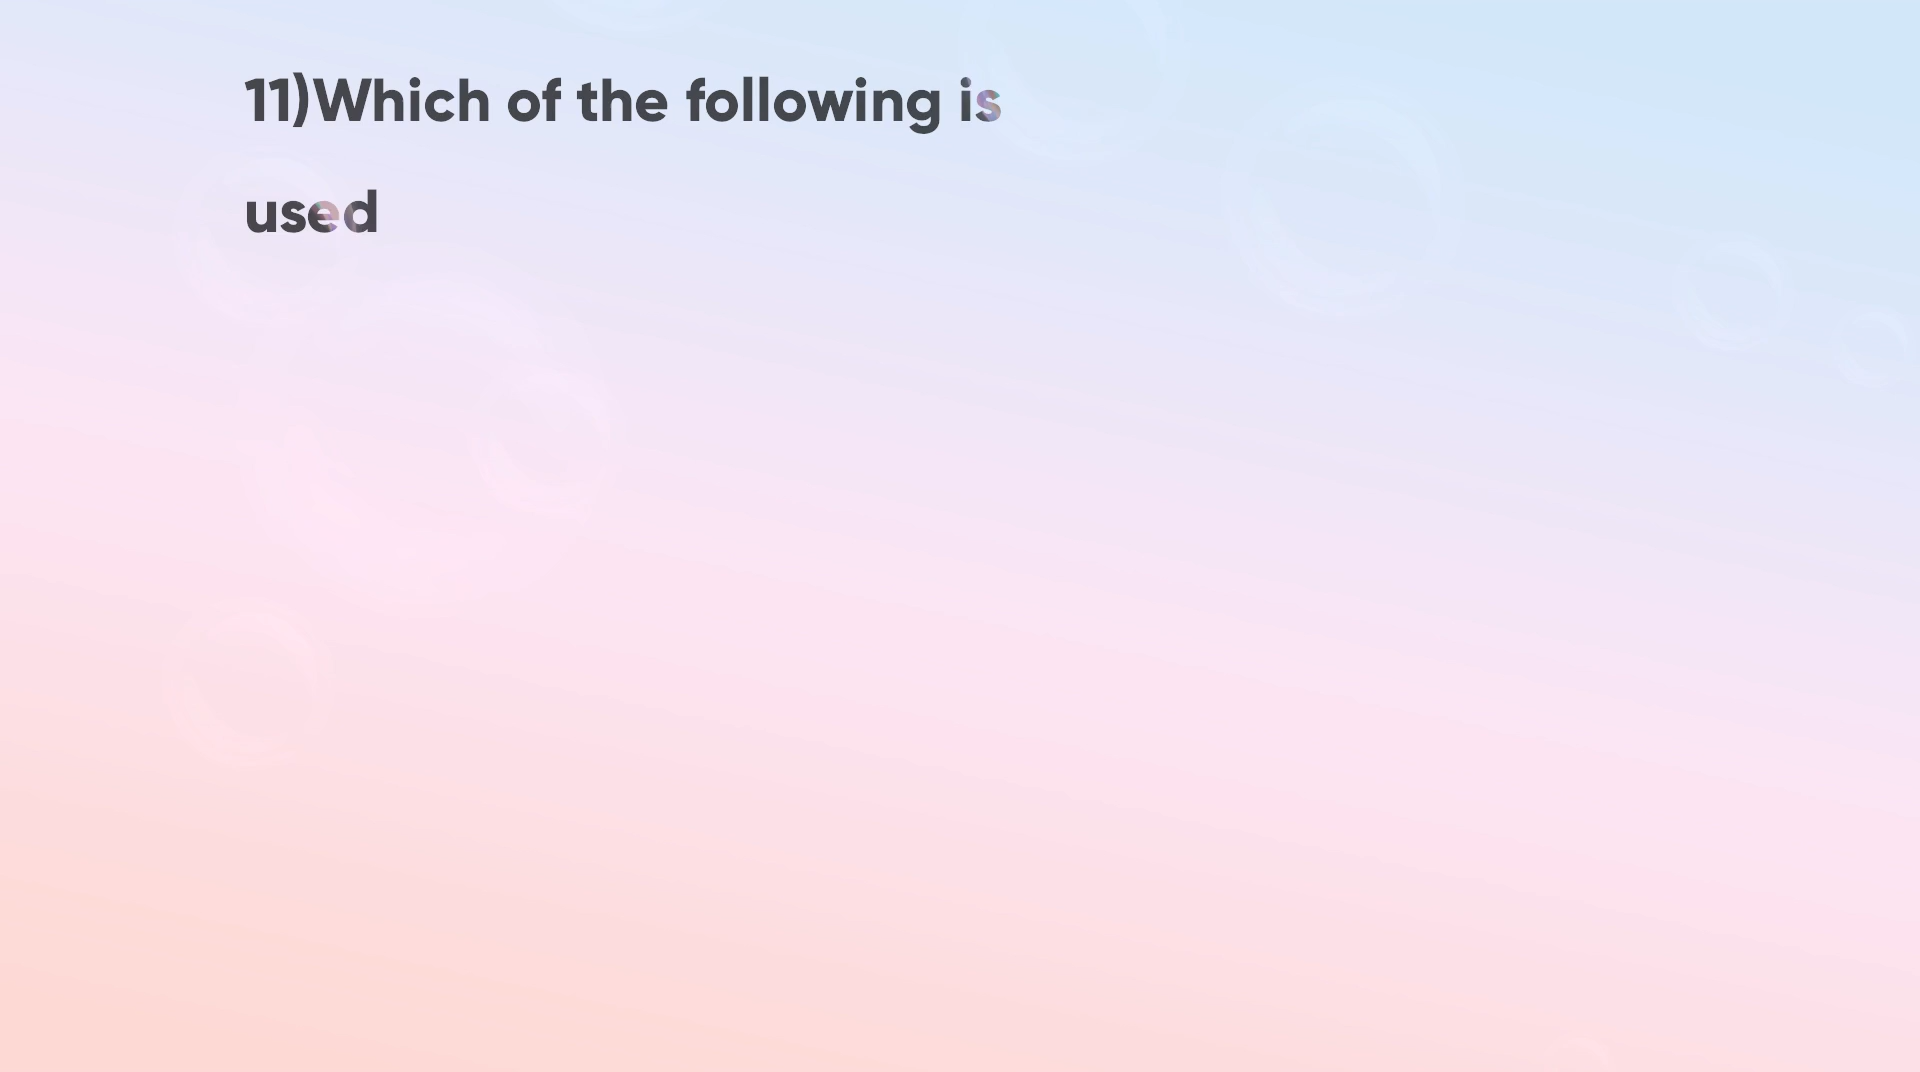 11)Which of the following is
used